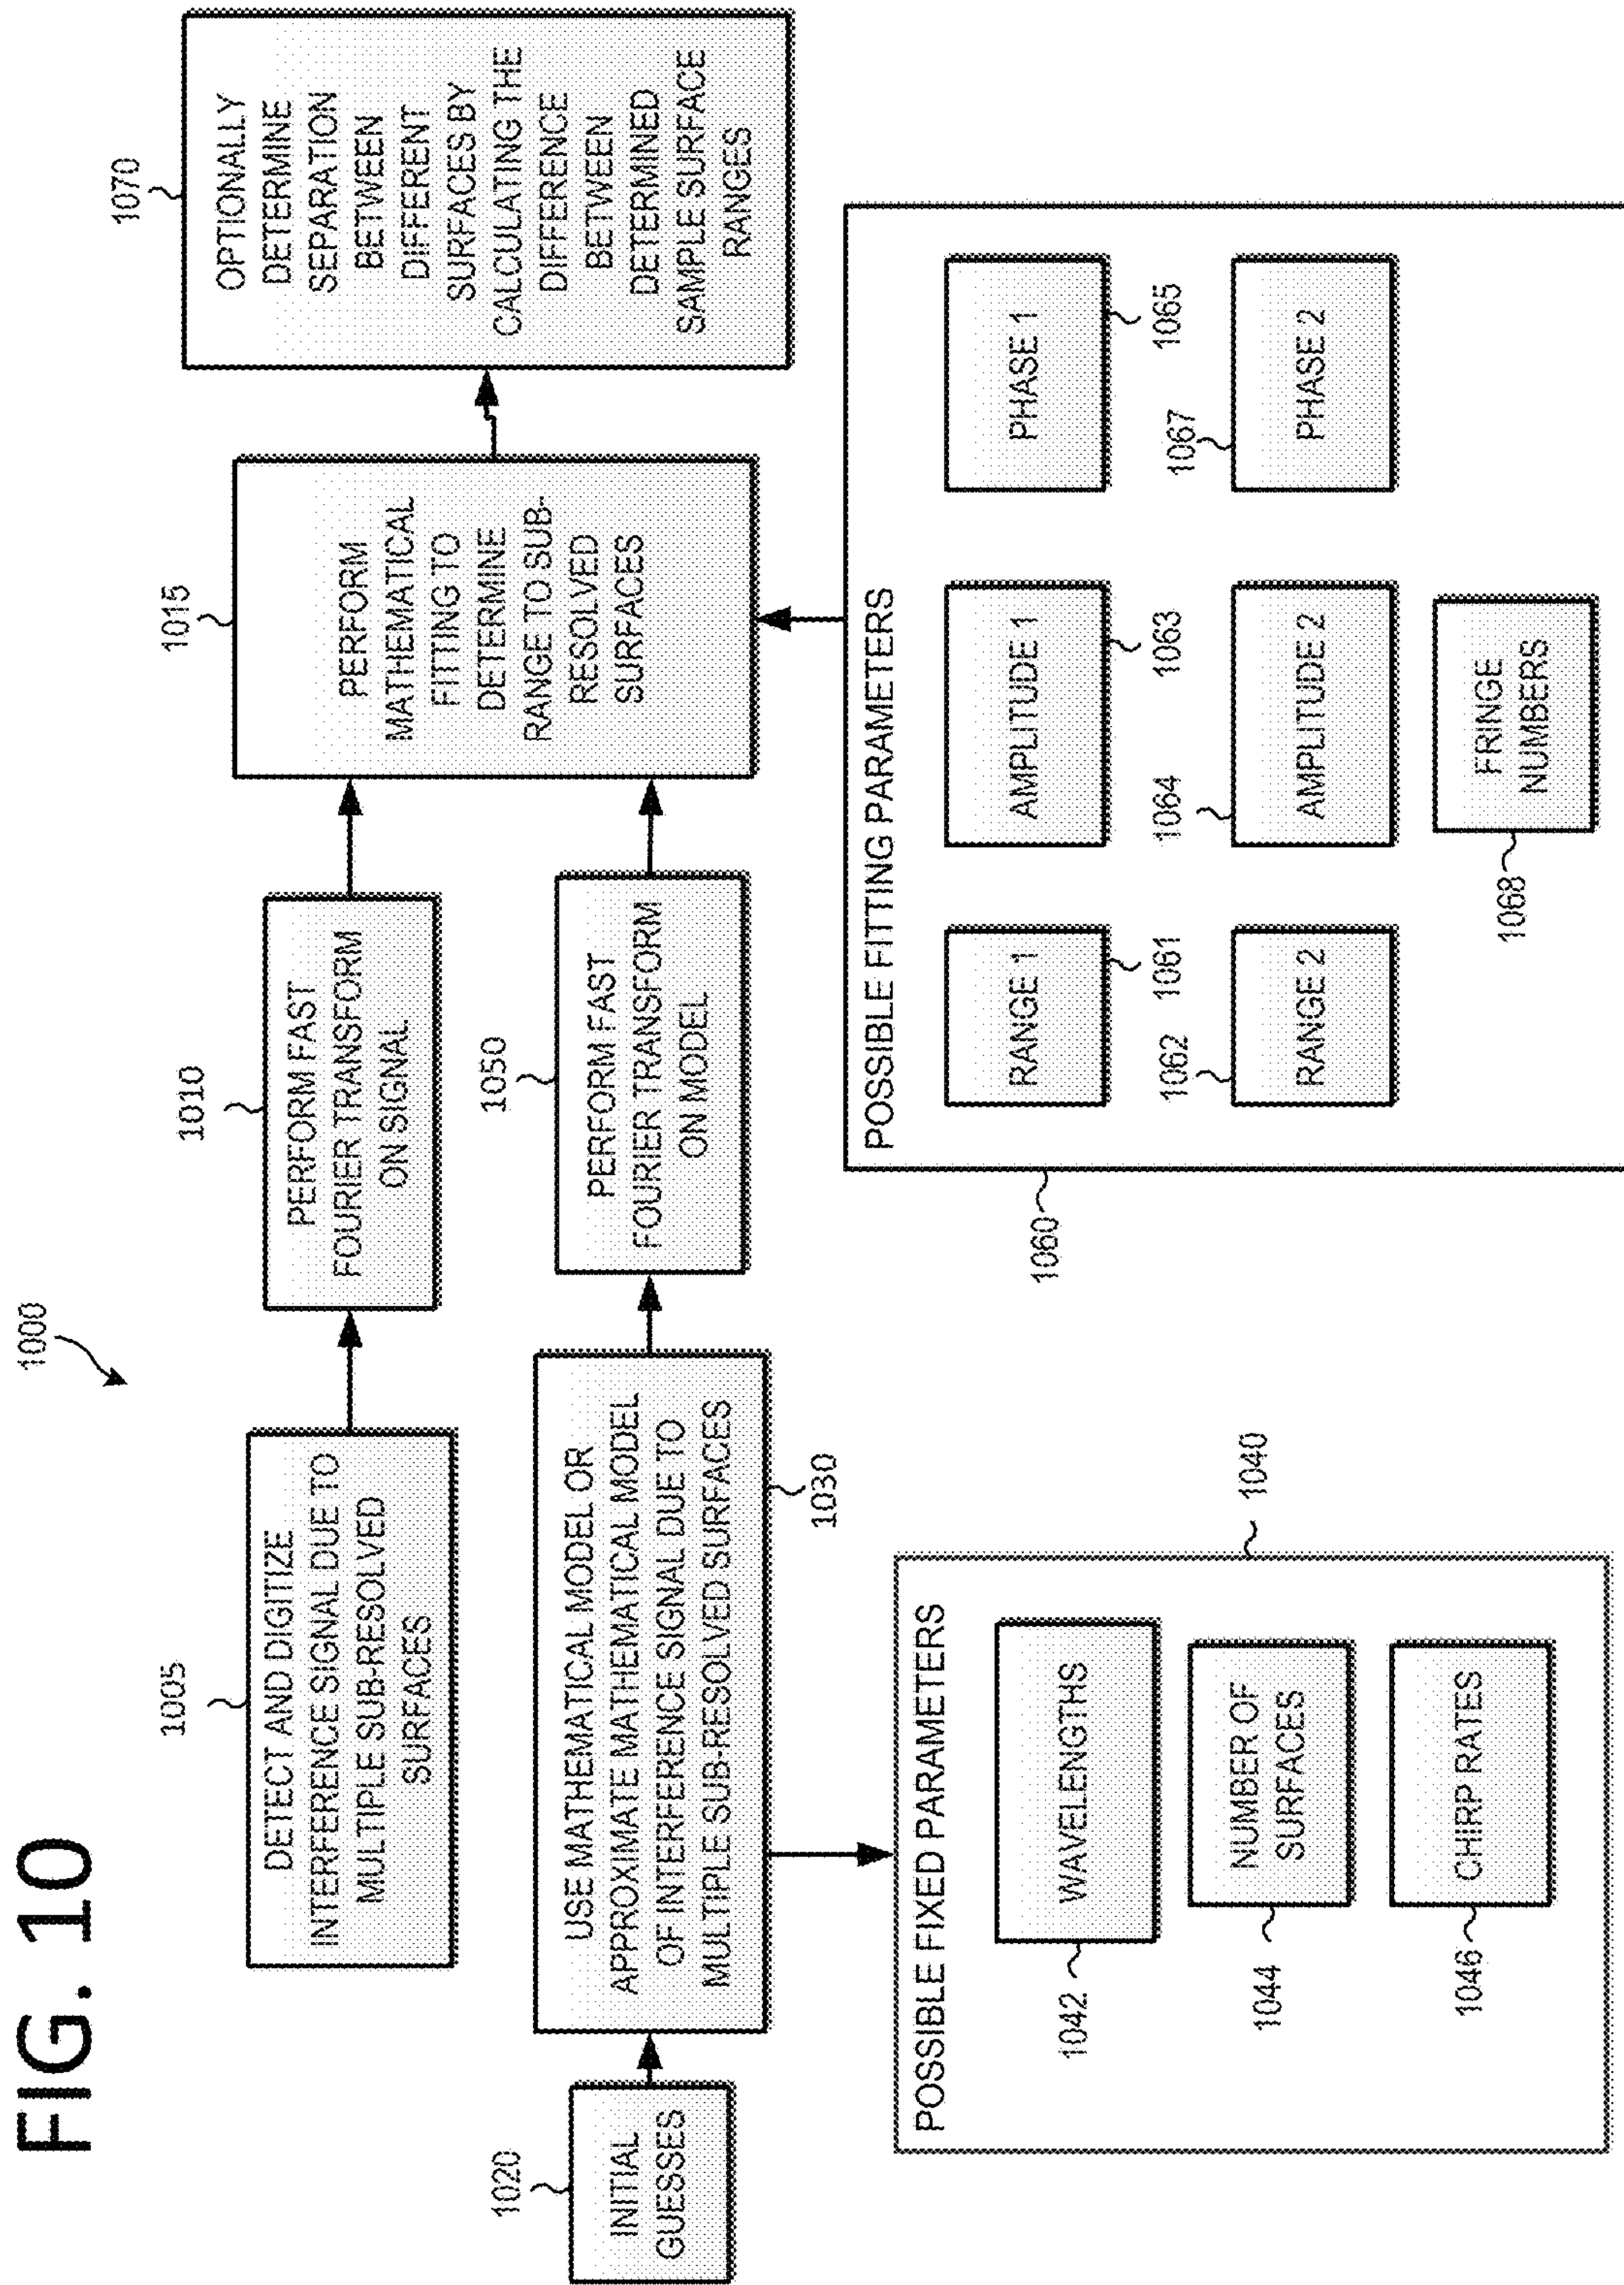 FIG. 10
1000
1005
DETECT AND DIGITIZE
INTERFERENCE SIGNAL DUE TO
MULTIPLE SUB-RESOLVED
SURFACES
1010
PERFORM FAST
FOURIER TRANSFORM
ON SIGNAL
1015
PERFORM
MATHEMATICAL
FITTING TO
DETERMINE
RANGE TO SUB-
RESOLVED
SURFACES
1070
OPTIONALLY
DETERMINE
SEPARATION
BETWEEN
DIFFERENT
SURFACES BY
CALCULATING THE
DIFFERENCE
BETWEEN
DETERMINED
SAMPLE SURFACE
RANGES
1020
INITIAL
GUESSES
USE MATHEMATICAL MODEL OR
APPROXIMATE MATHEMATICAL MODEL
OF INTERFERENCE SIGNAL DUE TO
MULTIPLE SUB-RESOLVED SURFACES
1030
1050
PERFORM FAST
FOURIER TRANSFORM
ON MODEL
1040
POSSIBLE FIXED PARAMETERS
WAVELENGTHS
1042
NUMBER OF
SURFACES
1044
CHIRP RATES
1046
1060
POSSIBLE FITTING PARAMETERS
RANGE 1
1061
AMPLITUDE 1
1063
PHASE 1
1065
1062
RANGE 2
1064
AMPLITUDE 2
1067
PHASE 2
FRINGE
NUMBERS
1068